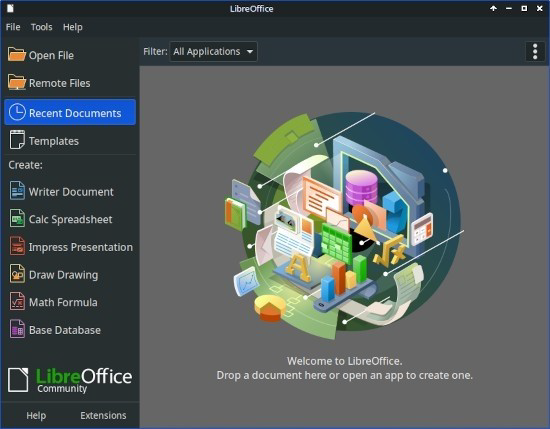 LibreOffice
File Tools Help
Open File
Remote Files
Recent Documents
Templates
Create:
Writer Document
Calc Spreadsheet
Impress Presentation
Draw Drawing
Math Formula
Base Database
LibreOffice
Community
Help Extensions
Filter: All Applications
Welcome to LibreOffice.
Drop a document here or open an app to create one.